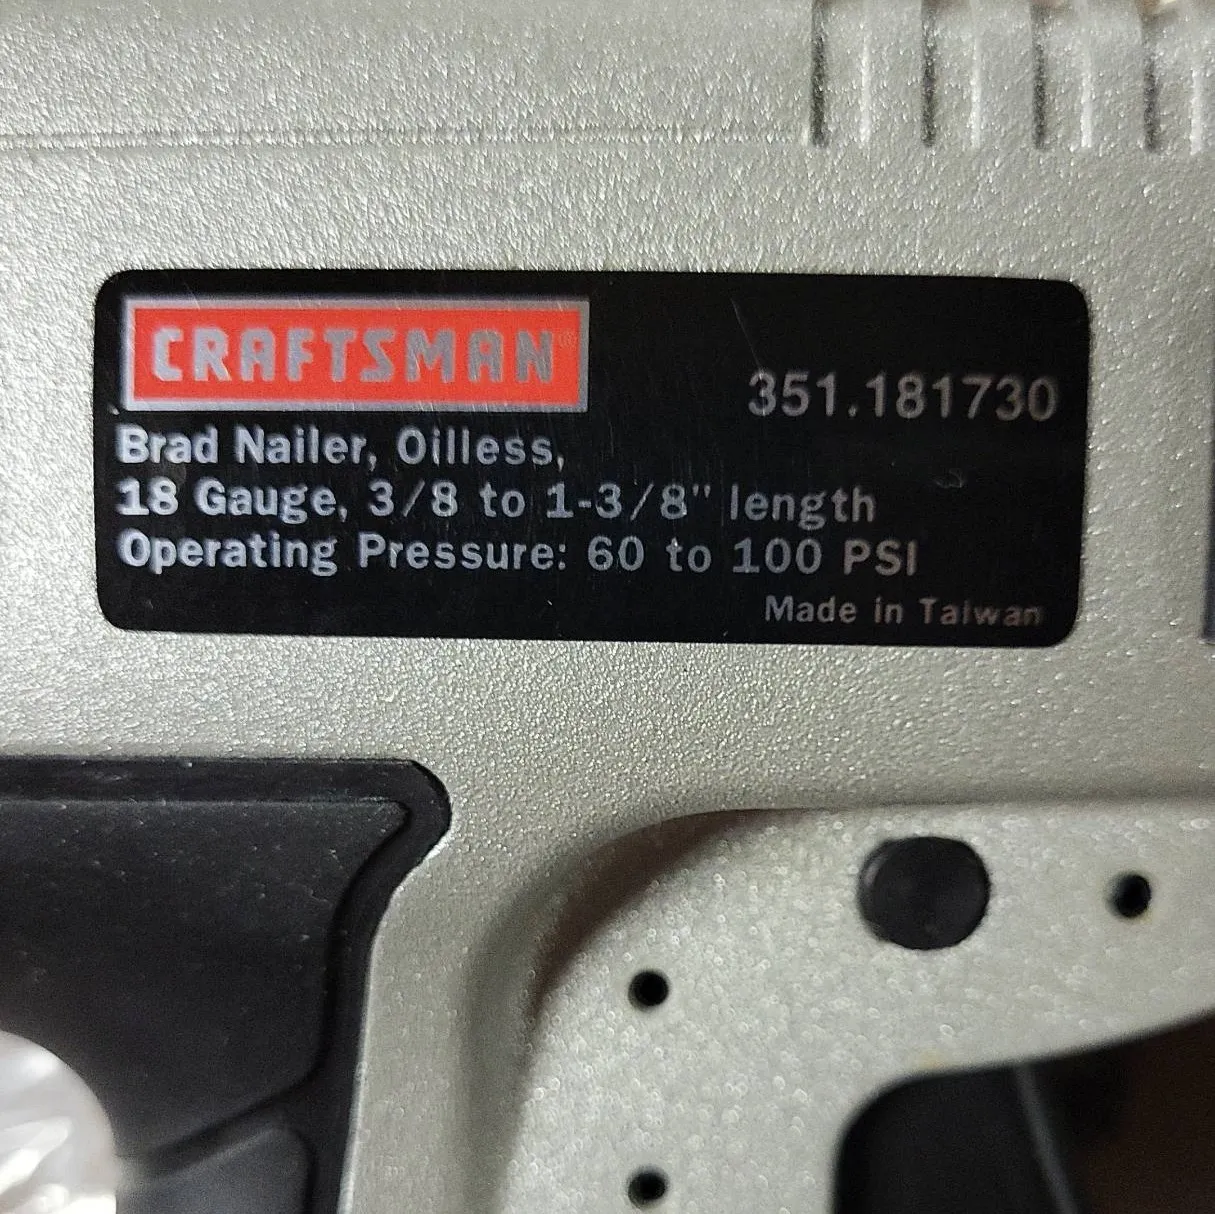 CRAFTSMAN®
351.181730
Brad Nailer, Oilless,
18 Gauge, 3/8 to 1-3/8" length
Operating Pressure: 60 to 100 PSI
Made in Taiwan